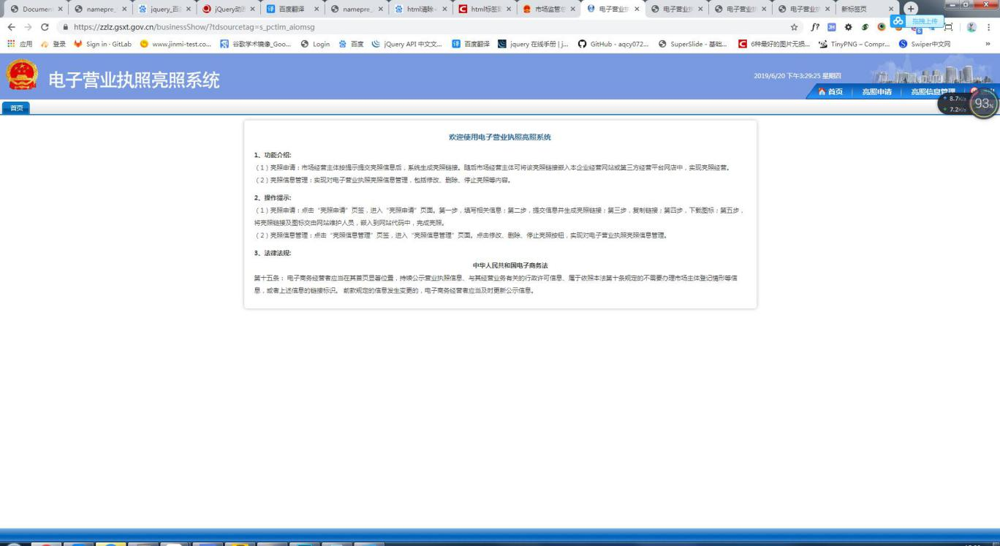 Documen
namepre_
jquery_百
jQuery动
百度翻译
namepre_
html清除
html标签
市场监管
电子营业
电子营业
电子营业
电子营业
新标签页
https://zzlz.gsxt.gov.cn/businessShow/?tdsourcetag=s_pctim_aiomsg
f?
拖拽上传
应用 登录 Sign in · GitLab www.jinmi-test.co... 谷歌学术镜像_Goo... Login 百度 jQuery API 中文文... 百度翻译 jquery 在线手册 | j... GitHub - aqcy072... SuperSlide - 基础... 6种最好的图片无损... TinyPNG – Compr... Swiper中文网 »
电子营业执照亮照系统
2019/6/20 下午3:29:25 星期四
首页 | 亮照申请 | 亮照信息管理
8.7K/s
7.2K/s
93%
首页
欢迎使用电子营业执照亮照系统
1、功能介绍:
（1）亮照申请：市场经营主体按提示提交亮照信息后，系统生成亮照链接。随后市场经营主体可将该亮照链接嵌入本企业经营网站或第三方经营平台网店中，实现亮照经营。
（2）亮照信息管理：实现对电子营业执照亮照信息管理，包括修改、删除、停止亮照等内容。
2、操作提示:
（1）亮照申请：点击“亮照申请”页签，进入“亮照申请”页面。第一步，填写相关信息；第二步，提交信息并生成亮照链接；第三步，复制链接；第四步，下载图标；第五步，
将亮照链接及图标交由网站维护人员，嵌入到网站代码中，完成亮照。
（2）亮照信息管理：点击“亮照信息管理”页签，进入“亮照信息管理”页面。点击修改、删除、停止亮照按钮，实现对电子营业执照亮照信息管理。
3、法律法规:
中华人民共和国电子商务法
第十五条： 电子商务经营者应当在其首页显著位置，持续公示营业执照信息、与其经营业务有关的行政许可信息、属于依照本法第十条规定的不需要办理市场主体登记情形等信
息，或者上述信息的链接标识。 前款规定的信息发生变更的，电子商务经营者应当及时更新公示信息。